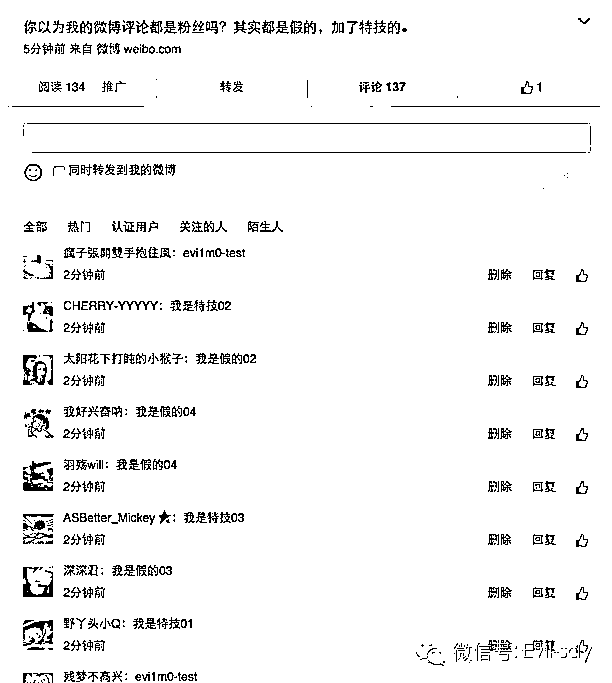 你以为我的微博评论都是粉丝吗？其实都是假的，加了特技的。
5分钟前 来自 微博 weibo.com
阅读 134 推广 转发 评论 137 1
同时转发到我的微博
全部 热门 认证用户 关注的人 陌生人
疯子張開雙手抱住風：evi1m0-test
2分钟前 删除 回复
CHERRY-YYYYY：我是特技02
2分钟前 删除 回复
太阳花下打盹的小猴子：我是假的02
2分钟前 删除 回复
我好兴奋呐：我是假的04
2分钟前 删除 回复
羽殇will：我是假的04
2分钟前 删除 回复
ASBetter_Mickey★：我是特技03
2分钟前 删除 回复
深深君：我是假的03
2分钟前 删除 回复
野丫头小Q：我是特技01
2分钟前 删除 回复
微信号:
残梦不高兴：evi1m0-test